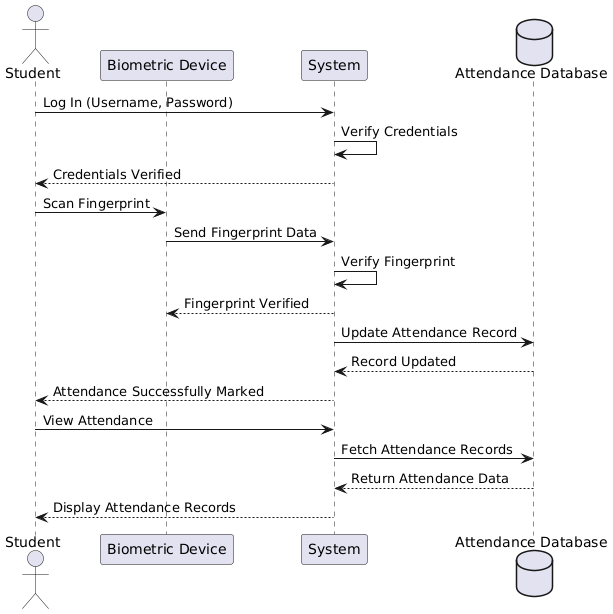 Student
Biometric Device
System
Attendance Database
Log In (Username, Password)
Verify Credentials
Credentials Verified
Scan Fingerprint
Send Fingerprint Data
Verify Fingerprint
Fingerprint Verified
Update Attendance Record
Record Updated
Attendance Successfully Marked
View Attendance
Fetch Attendance Records
Return Attendance Data
Display Attendance Records
Student
Biometric Device
System
Attendance Database